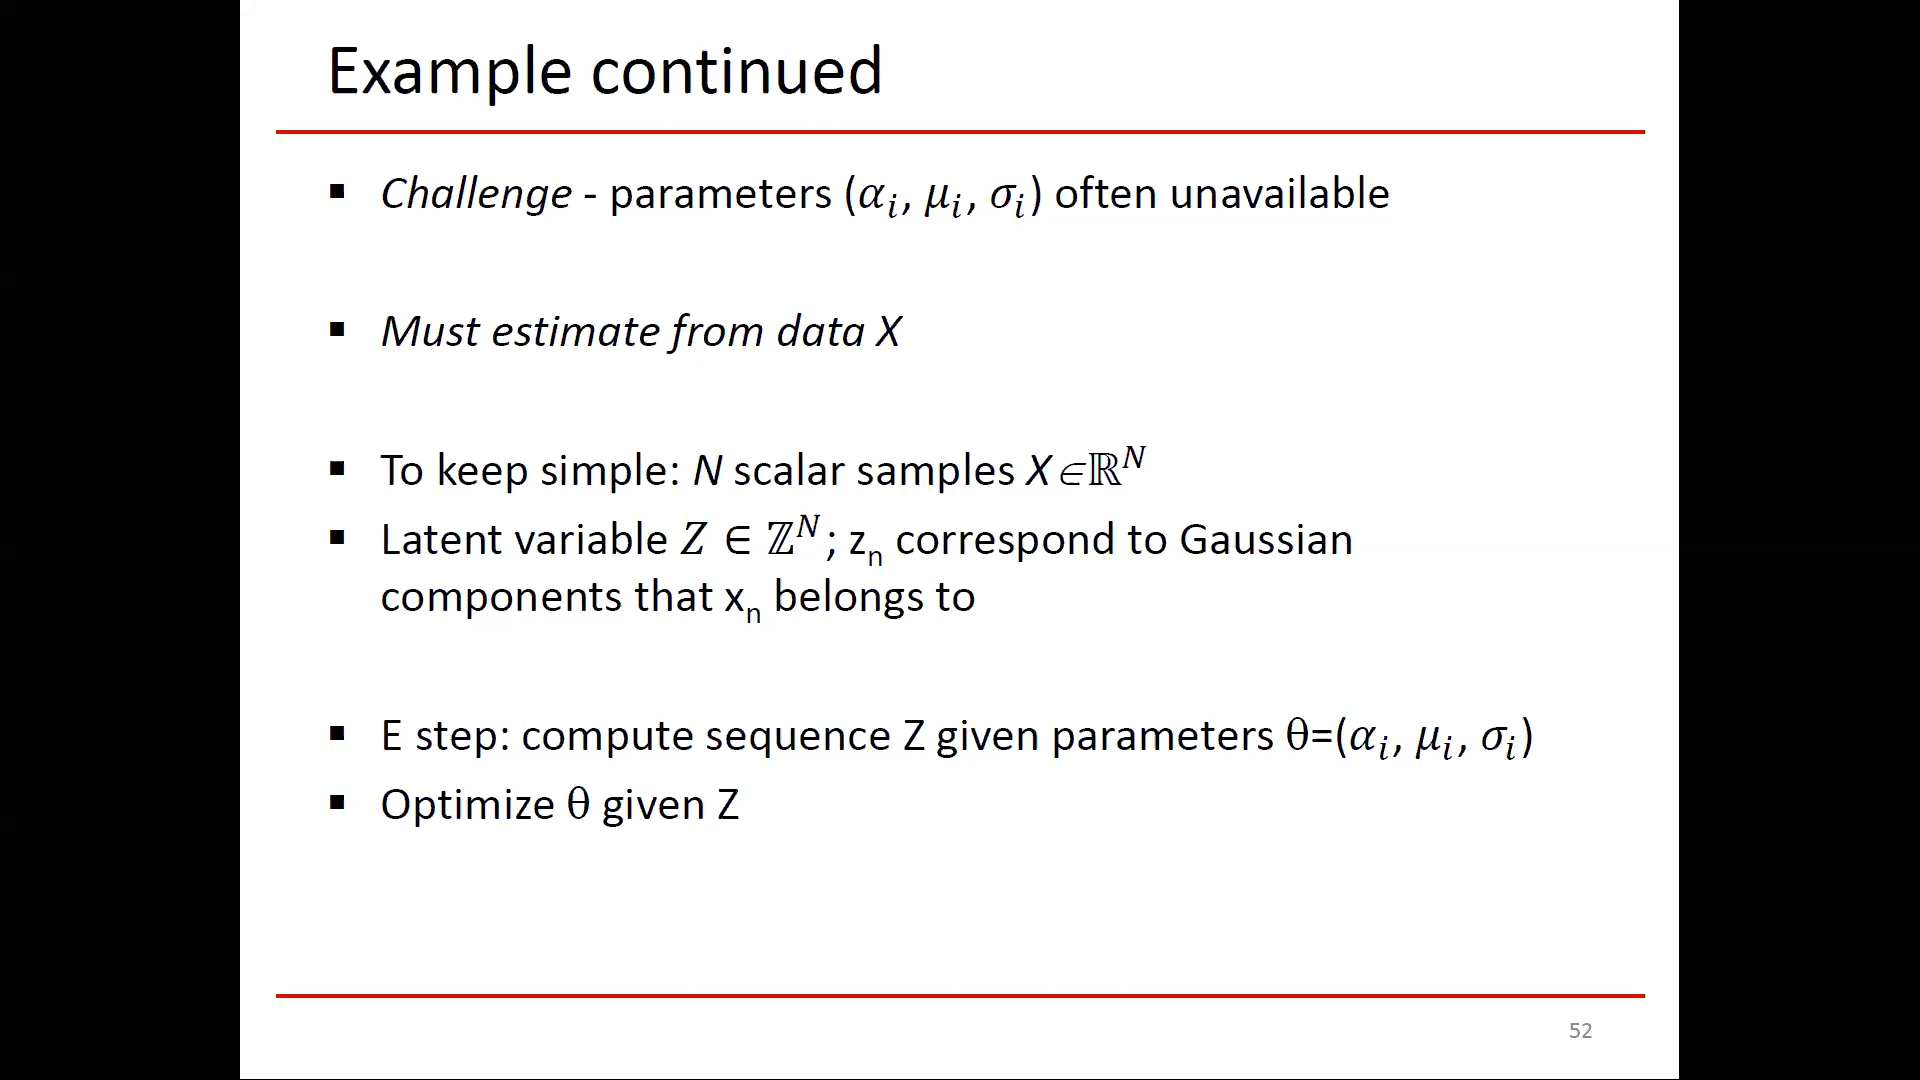 Example continued
▪ Challenge - parameters (αᵢ, μᵢ, σᵢ) often unavailable
▪ Must estimate from data X
▪ To keep simple: N scalar samples X∈ℝᴺ
▪ Latent variable Z ∈ ℤᴺ; zₙ correspond to Gaussian
components that xₙ belongs to
▪ E step: compute sequence Z given parameters θ=(αᵢ, μᵢ, σᵢ)
▪ Optimize θ given Z
52